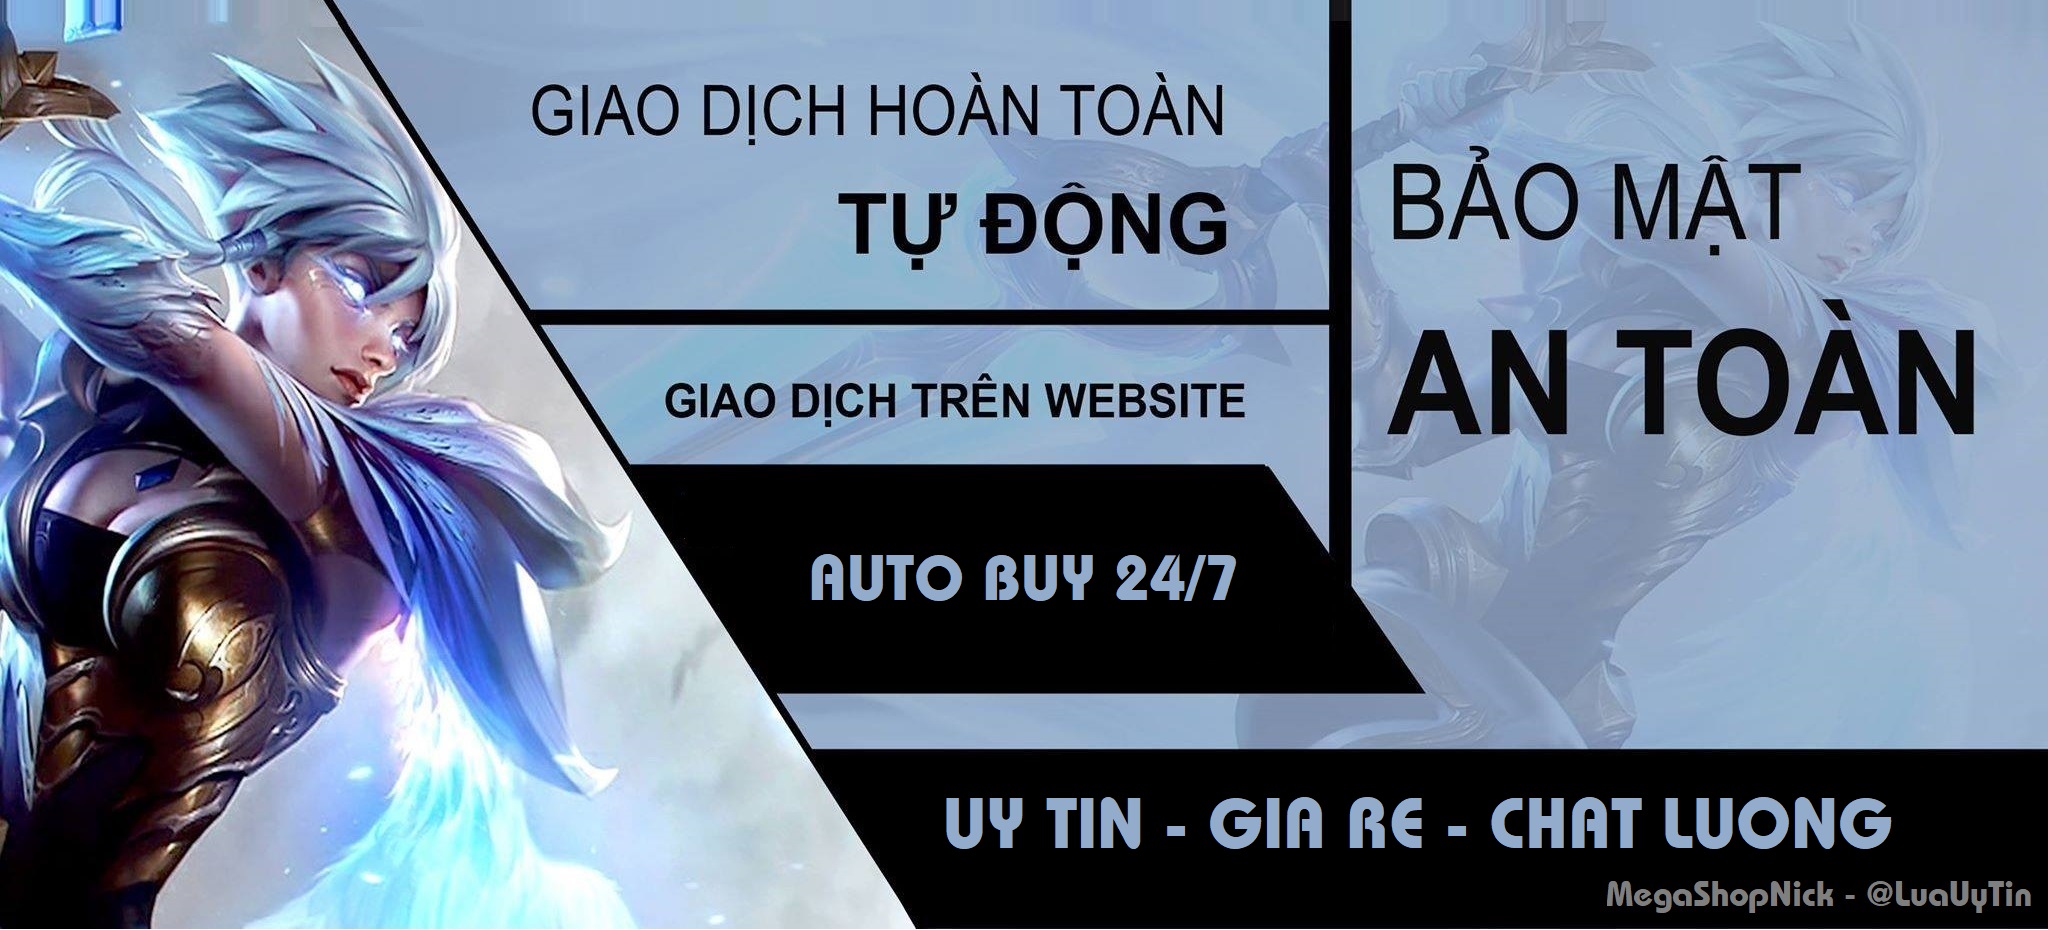 GIAO DỊCH HOÀN TOÀN
TỰ ĐỘNG
GIAO DỊCH TRÊN WEBSITE
BẢO MẬT
AN TOÀN
AUTO BUY 24/7
UY TIN - GIA RE - CHAT LUONG
MegaShopNick - @LuaUyTin